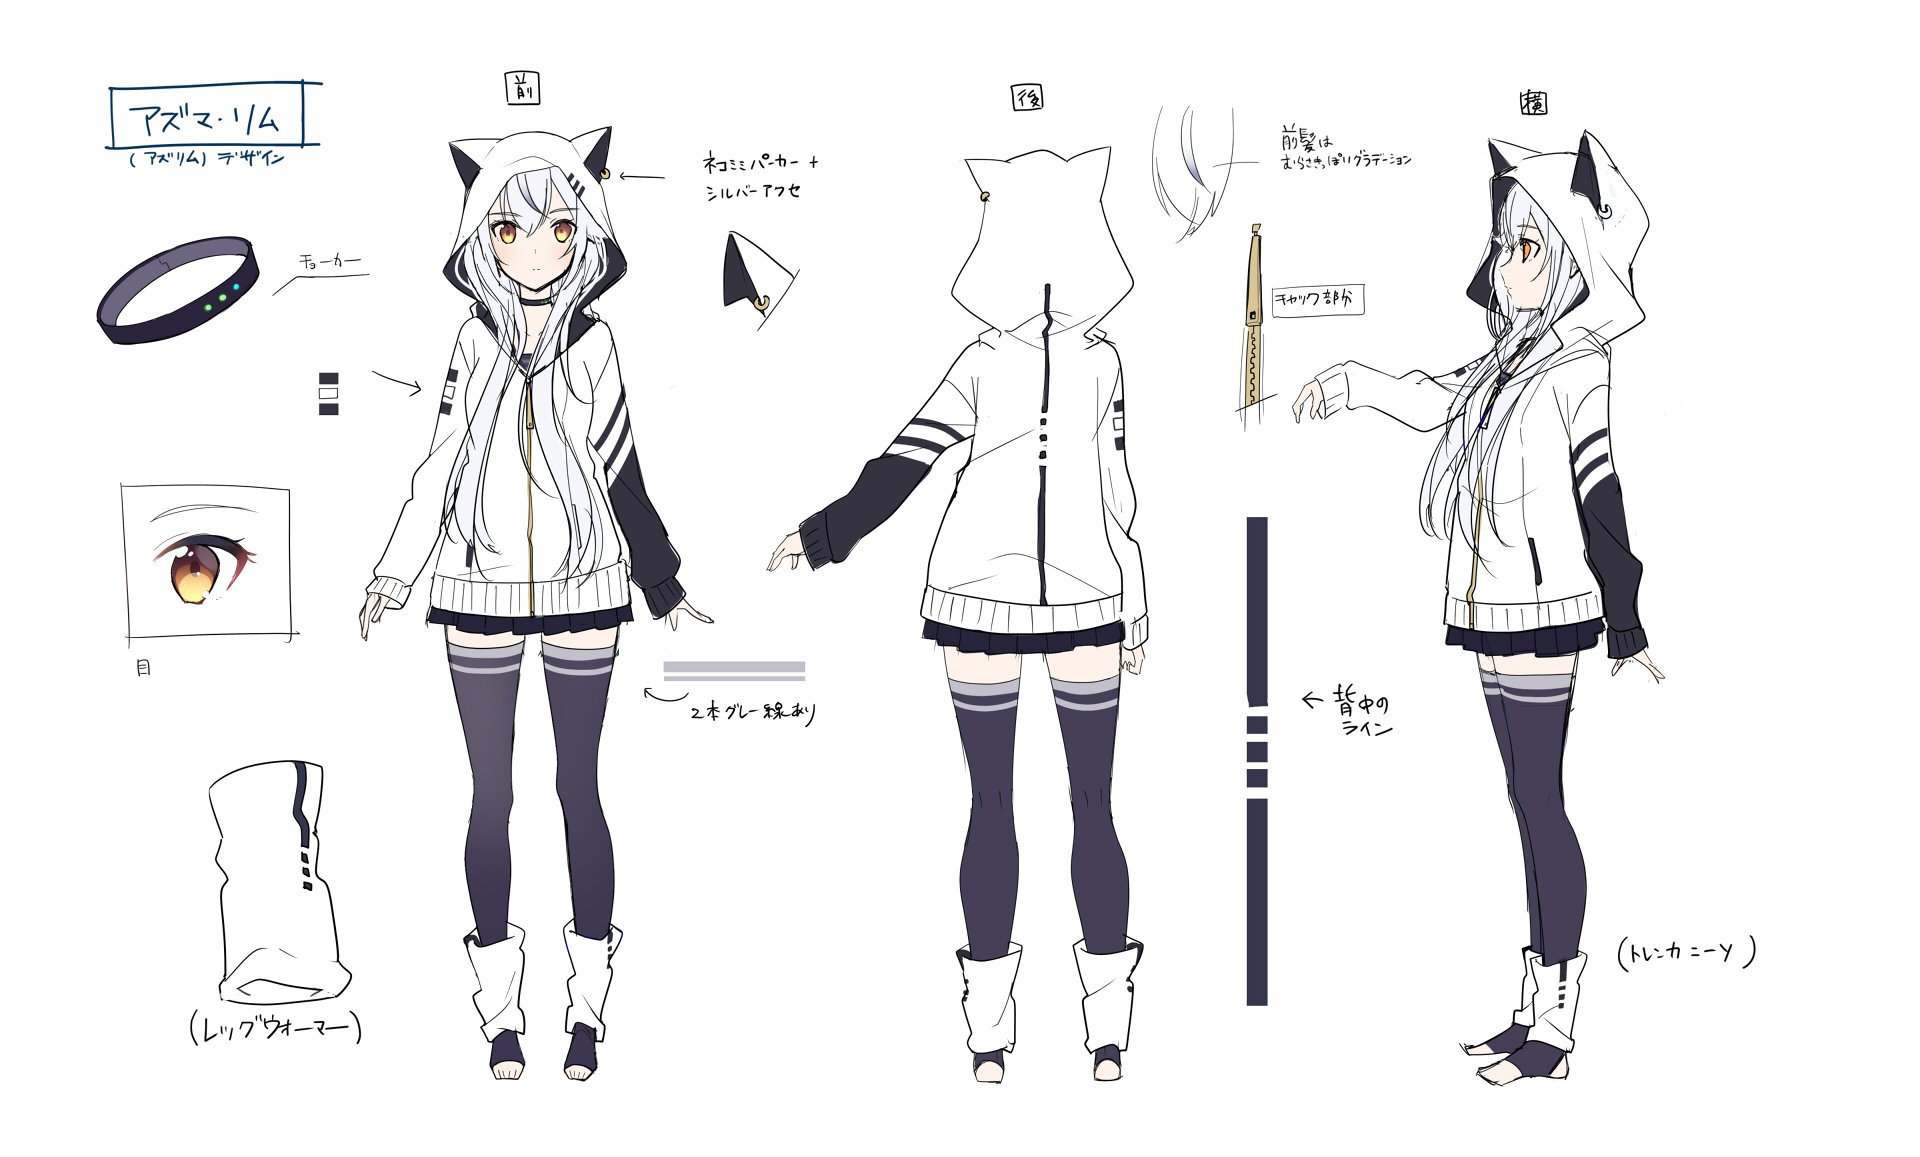 アズマ・リム
(アズリム)デザイン
前
後
横
ネコミミパーカー+
シルバーアクセ
前髪は
むらさきっぽいグラデーション
チョーカー
チャック部分
目
2本グレー線あり
←背中の
ライン
(レッグウォーマー)
(トレンカニーソ)